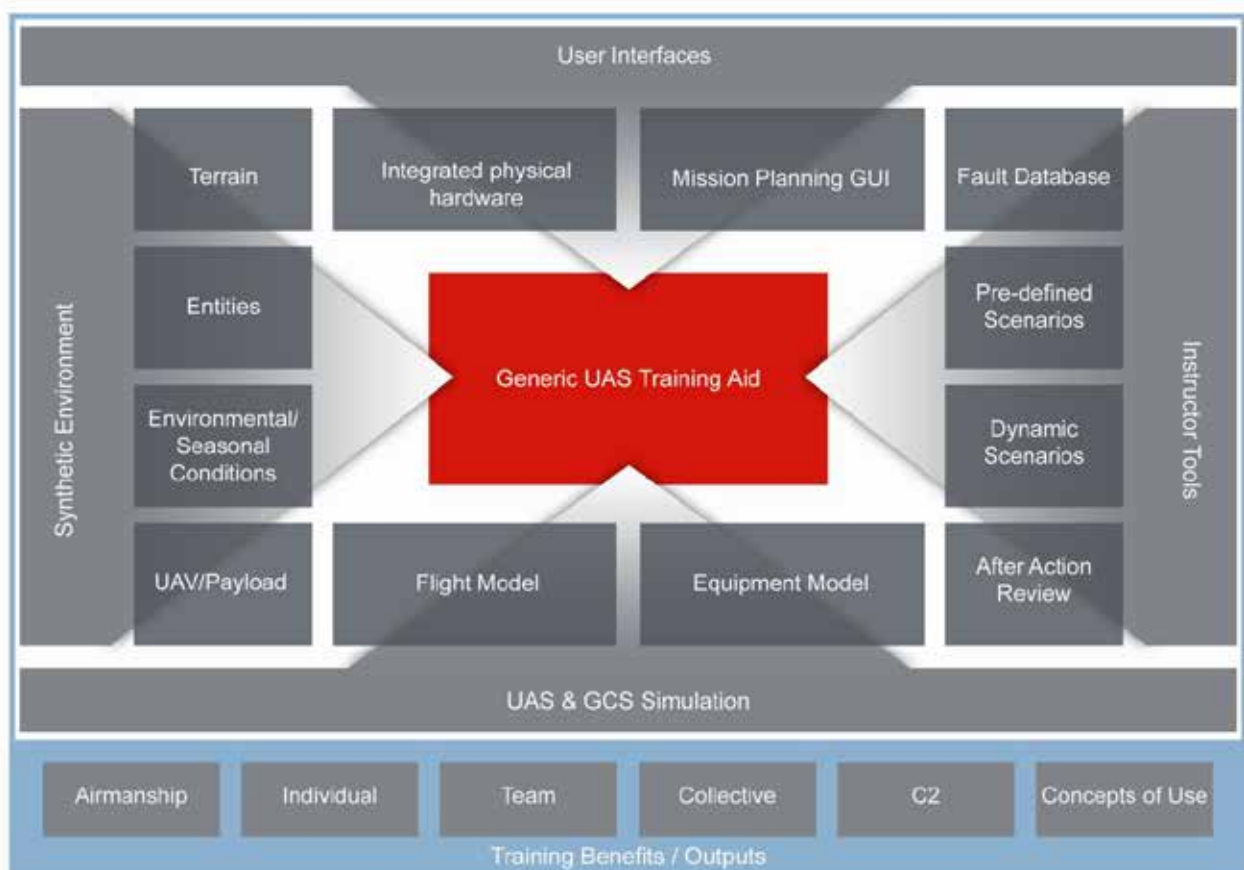 User Interfaces
Terrain
Integrated physical
hardware
Mission Planning GUI
Fault Database
Synthetic Environment
Entities
Generic UAS Training Aid
Pre-defined
Scenarios
Instructor Tools
Environmental/
Seasonal
Conditions
Dynamic
Scenarios
UAV/Payload
Flight Model
Equipment Model
After Action
Review
UAS & GCS Simulation
Airmanship
Individual
Team
Collective
C2
Concepts of Use
Training Benefits / Outputs